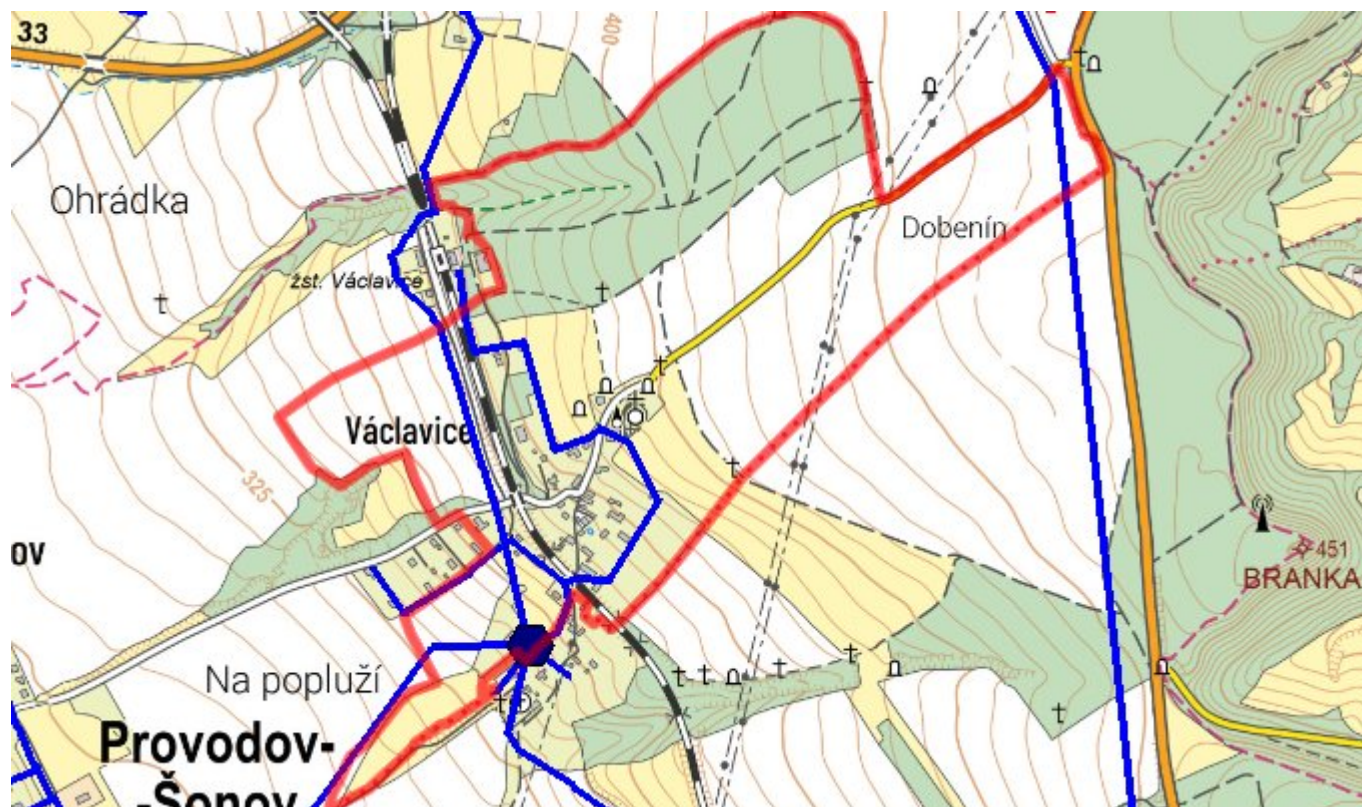 33
400
Ohrádka
žst. Václavice
Dobenín
Václavice
325
OV
451
BRANKA
Na popluží
Provodov-
-Šonov